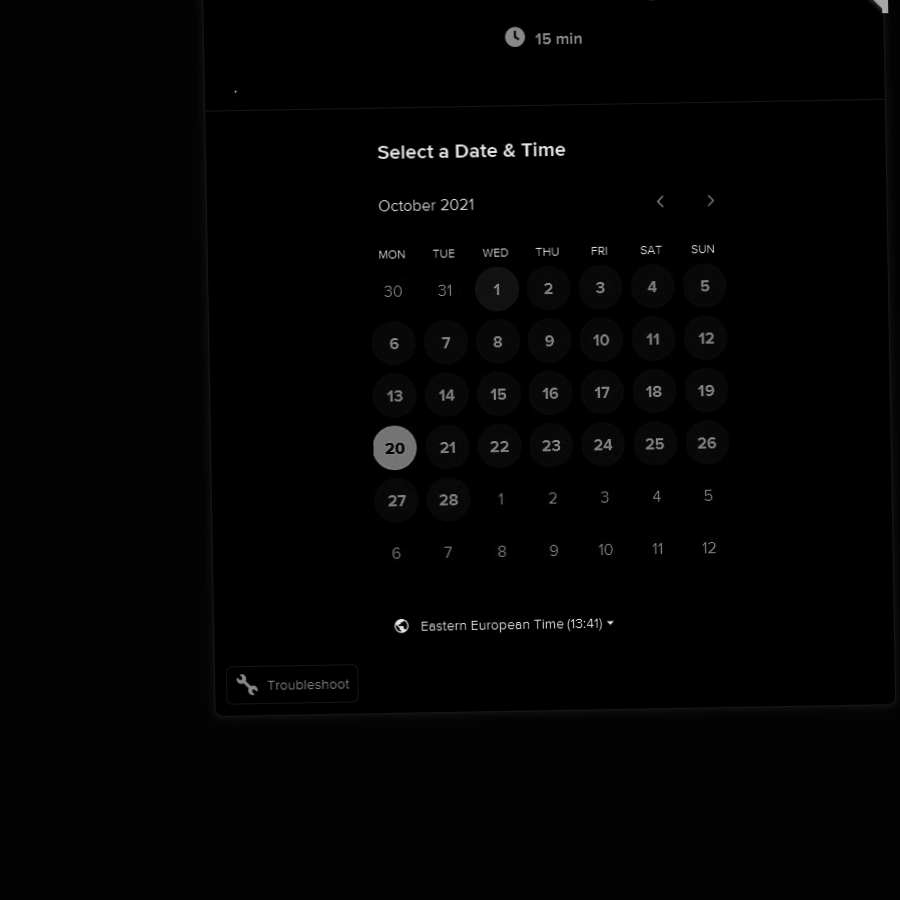 15 min
Select a Date & Time
October 2021
MON TUE WED THU FRI SAT SUN
30 31 1 2 3 4 5
6 7 8 9 10 11 12
13 14 15 16 17 18 19
20 21 22 23 24 25 26
27 28 1 2 3 4 5
6 7 8 9 10 11 12
Eastern European Time (13:41)
Troubleshoot